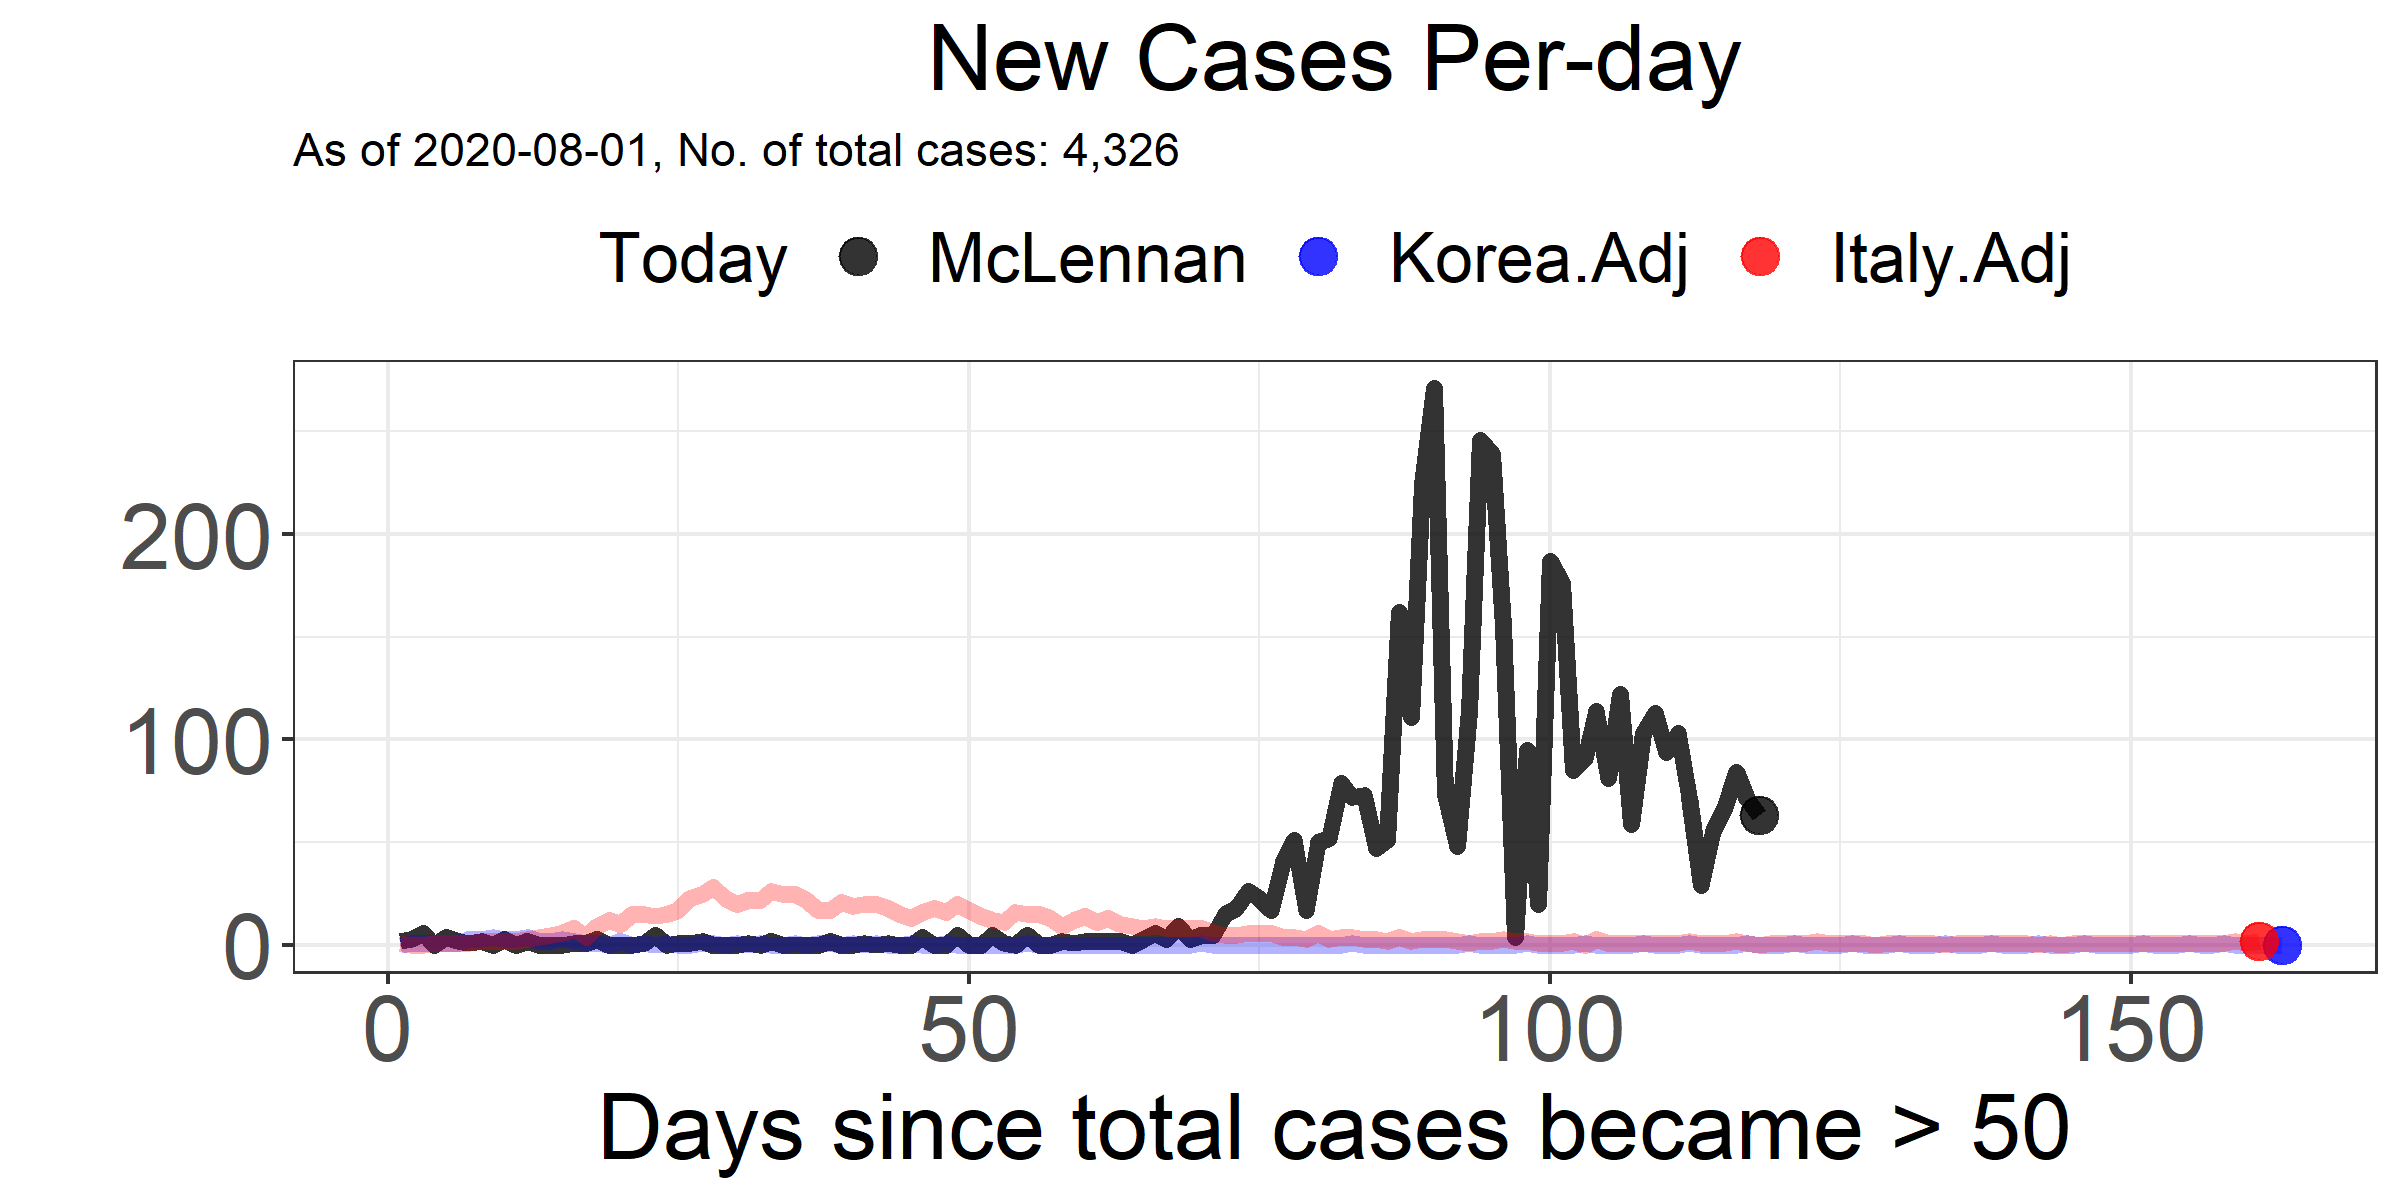 New Cases Per-day
As of 2020-08-01, No. of total cases: 4,326
Today McLennan Korea.Adj Italy.Adj
200
100
0
0 50 100 150
Days since total cases became > 50